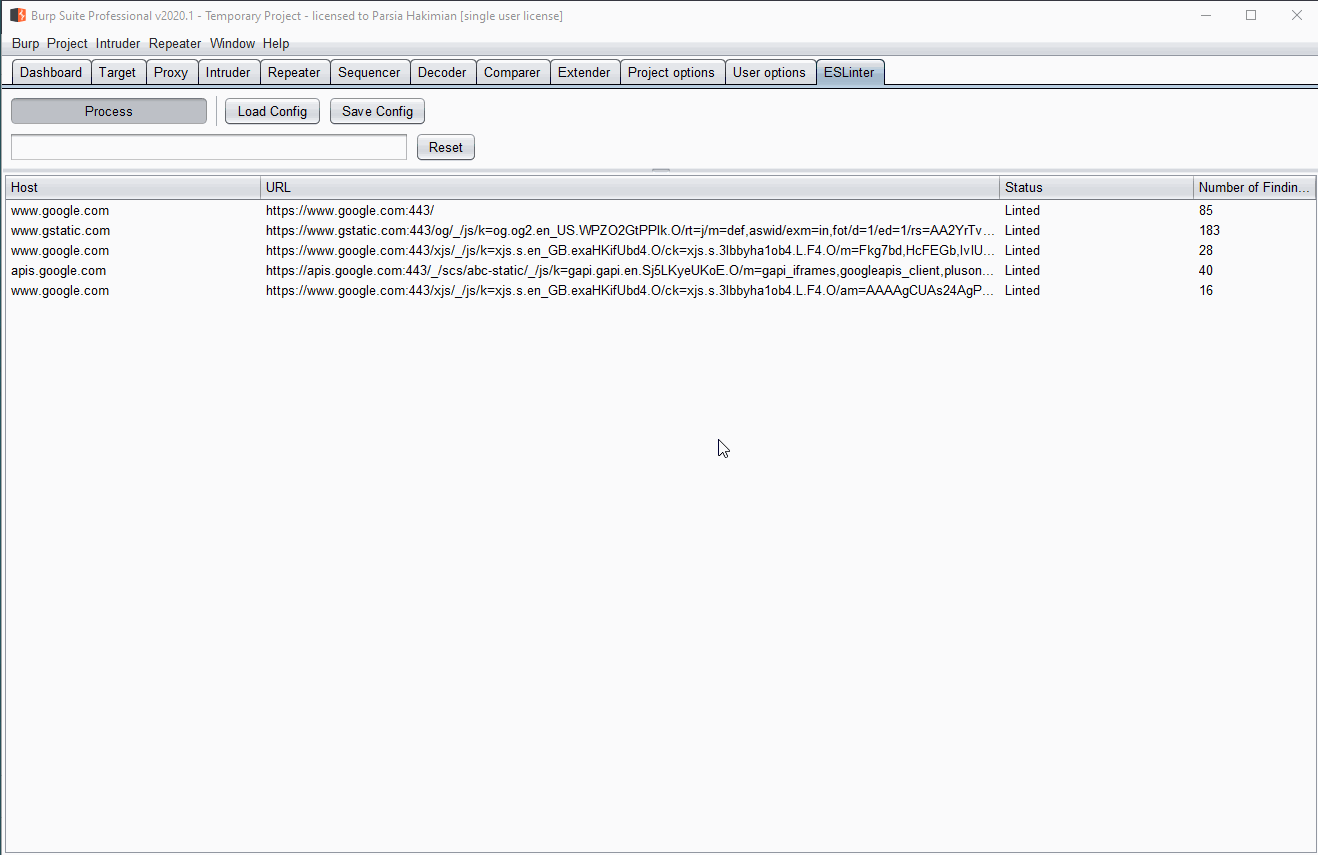 Burp Suite Professional v2020.1 - Temporary Project - licensed to Parsia Hakimian [single user license]
Burp Project Intruder Repeater Window Help
Dashboard Target Proxy Intruder Repeater Sequencer Decoder Comparer Extender Project options User options ESLinter
Process Load Config Save Config
Reset
Host URL Status Number of Findin...
www.google.com https://www.google.com:443/ Linted 85
www.gstatic.com https://www.gstatic.com:443/og/_/js/k=og.og2.en_US.WPZO2GtPPIk.O/rt=j/m=def,aswid/exm=in,fot/d=1/ed=1/rs=AA2YrTv... Linted 183
www.google.com https://www.google.com:443/xjs/_/js/k=xjs.s.en_GB.exaHKifUbd4.O/ck=xjs.s.3lbbyha1ob4.L.F4.O/m=Fkg7bd,HcFEGb,IvlU... Linted 28
apis.google.com https://apis.google.com:443/_/scs/abc-static/_/js/k=gapi.gapi.en.Sj5LKyeUKoE.O/m=gapi_iframes,googleapis_client,pluson... Linted 40
www.google.com https://www.google.com:443/xjs/_/js/k=xjs.s.en_GB.exaHKifUbd4.O/ck=xjs.s.3lbbyha1ob4.L.F4.O/am=AAAAgCUAs24AgP... Linted 16